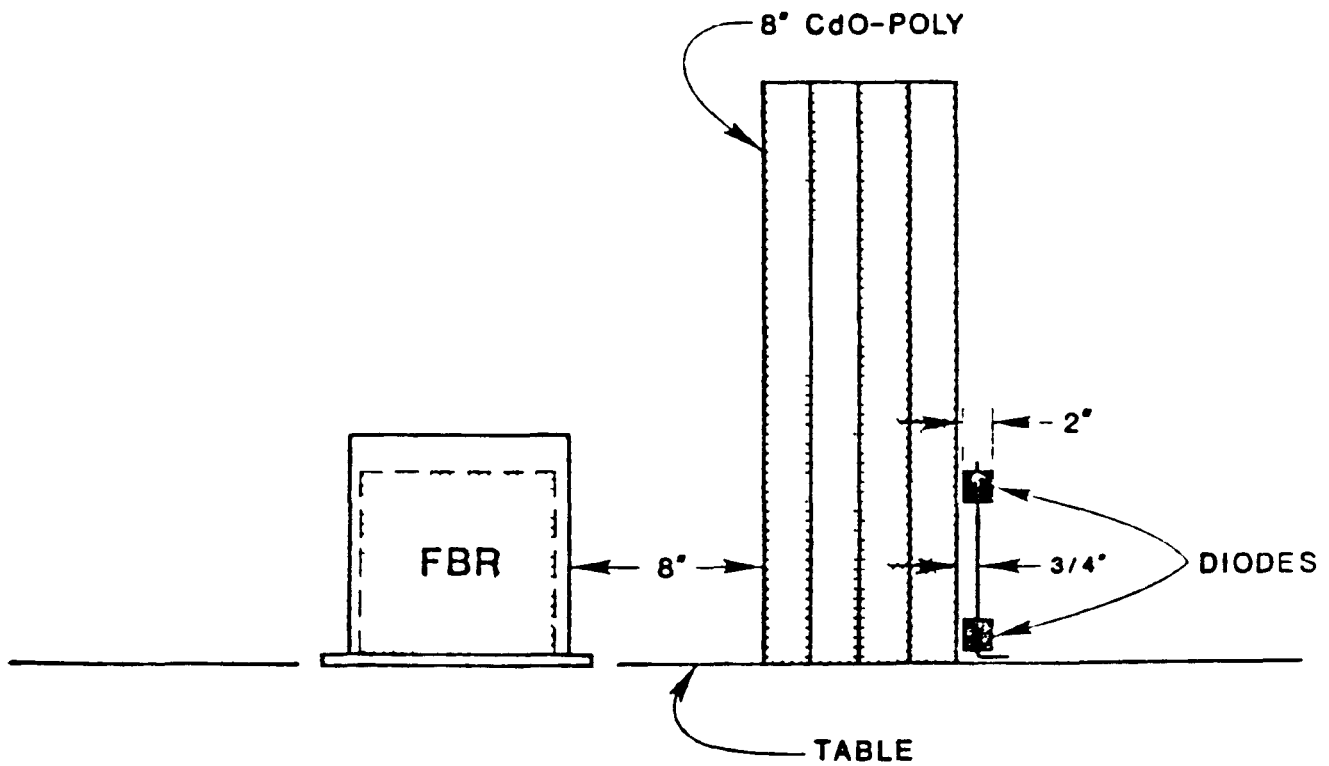 8" CdO-POLY
- 2"
FBR
8"
3/4"
DIODES
TABLE